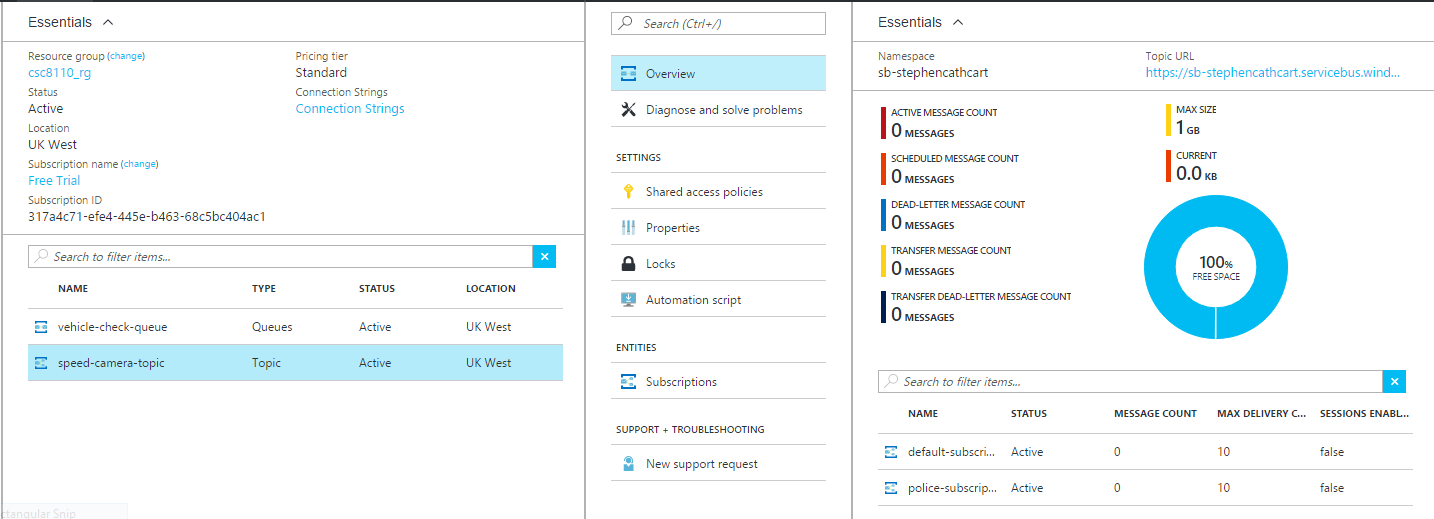 Essentials
Resource group (change)
csc8110_rg
Status
Active
Location
UK West
Subscription name (change)
Free Trial
Subscription ID
317a4c71-efe4-445e-b463-68c5bc404ac1
Pricing tier
Standard
Connection Strings
Connection Strings
Search to filter items...
NAME TYPE STATUS LOCATION
vehicle-check-queue Queues Active UK West
speed-camera-topic Topic Active UK West
ctangular Snip
Search (Ctrl+/)
Overview
Diagnose and solve problems
SETTINGS
Shared access policies
Properties
Locks
Automation script
ENTITIES
Subscriptions
SUPPORT + TROUBLESHOOTING
New support request
Essentials
Namespace
sb-stephencathcart
Topic URL
https://sb-stephencathcart.servicebus.wind...
ACTIVE MESSAGE COUNT
0 MESSAGES
SCHEDULED MESSAGE COUNT
0 MESSAGES
DEAD-LETTER MESSAGE COUNT
0 MESSAGES
TRANSFER MESSAGE COUNT
0 MESSAGES
TRANSFER DEAD-LETTER MESSAGE COUNT
0 MESSAGES
MAX SIZE
1 GB
CURRENT
0.0 KB
100%
FREE SPACE
Search to filter items...
NAME STATUS MESSAGE COUNT MAX DELIVERY C... SESSIONS ENABL...
default-subscri... Active 0 10 false
police-subscrip... Active 0 10 false